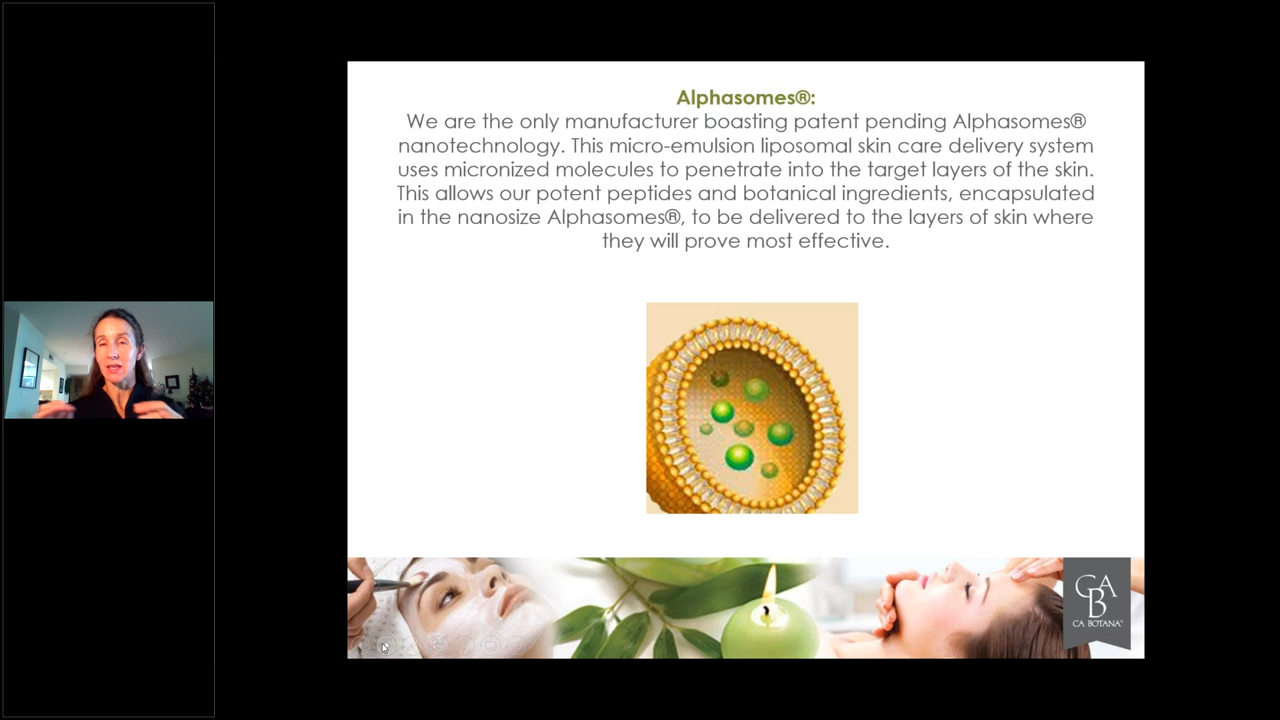 Alphasomes®:
We are the only manufacturer boasting patent pending Alphasomes®
nanotechnology. This micro-emulsion liposomal skin care delivery system
uses micronized molecules to penetrate into the target layers of the skin.
This allows our potent peptides and botanical ingredients, encapsulated
in the nanosize Alphasomes®, to be delivered to the layers of skin where
they will prove most effective.
CA
B
CA BOTANA®